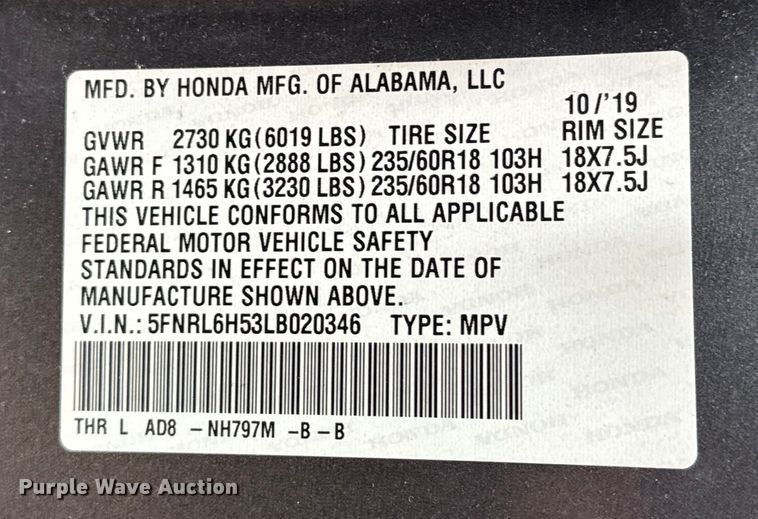 MFD. BY HONDA MFG. OF ALABAMA, LLC
10/'19
GVWR 2730 KG(6019 LBS) TIRE SIZE RIM SIZE
GAWR F 1310 KG(2888 LBS) 235/60R18 103H 18X7.5J
GAWR R 1465 KG(3230 LBS) 235/60R18 103H 18X7.5J
THIS VEHICLE CONFORMS TO ALL APPLICABLE
FEDERAL MOTOR VEHICLE SAFETY
STANDARDS IN EFFECT ON THE DATE OF
MANUFACTURE SHOWN ABOVE.
V.I.N.: 5FNRL6H53LB020346 TYPE: MPV
THR L AD8 -NH797M -B-B
Purple Wave Auction